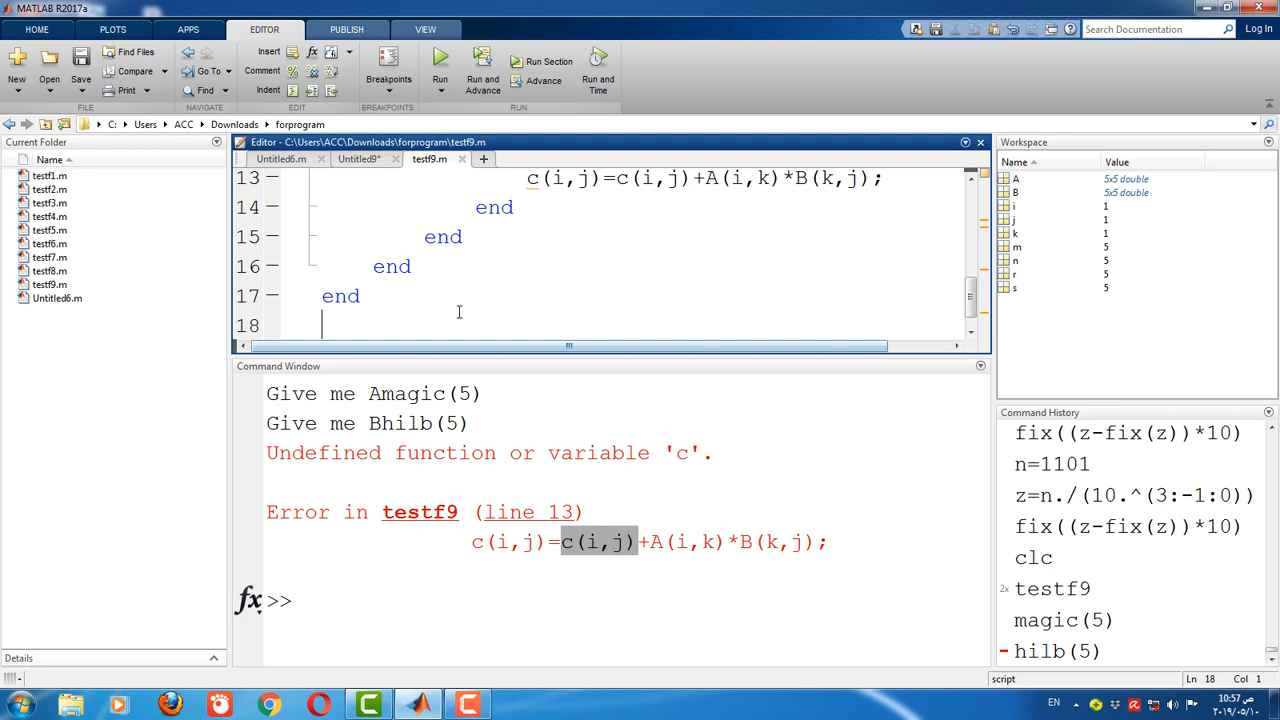 MATLAB R2017a
HOME PLOTS APPS EDITOR PUBLISH VIEW Search Documentation Log In
New Open Save Find Files Compare Print Go To Find Insert Comment Indent fx Breakpoints Run Run and Advance Run Section Advance Run and Time
FILE NAVIGATE EDIT BREAKPOINTS RUN
C: Users ACC Downloads forprogram
Current Folder
Name
testf1.m
testf2.m
testf3.m
testf4.m
testf5.m
testf6.m
testf7.m
testf8.m
testf9.m
Untitled6.m
Details
Editor - C:\Users\ACC\Downloads\forprogram\testf9.m
Untitled6.m Untitled9* testf9.m
13 c(i,j)=c(i,j)+A(i,k)*B(k,j);
14 end
15 end
16 end
17 end
18
Command Window
Give me Amagic(5)
Give me Bhilb(5)
Undefined function or variable 'c'.
Error in testf9 (line 13)
c(i,j)=c(i,j)+A(i,k)*B(k,j);
fx >>
Workspace
Name Value
A 5x5 double
B 5x5 double
i 1
j 1
k 1
m 5
n 5
r 5
s 5
Command History
fix((z-fix(z))*10)
n=1101
z=n./(10.^(3:-1:0))
fix((z-fix(z))*10)
clc
2x testf9
magic(5)
hilb(5)
script Ln 18 Col 1
EN 10:57 ص
٢٠١٩/٠٥/١٠